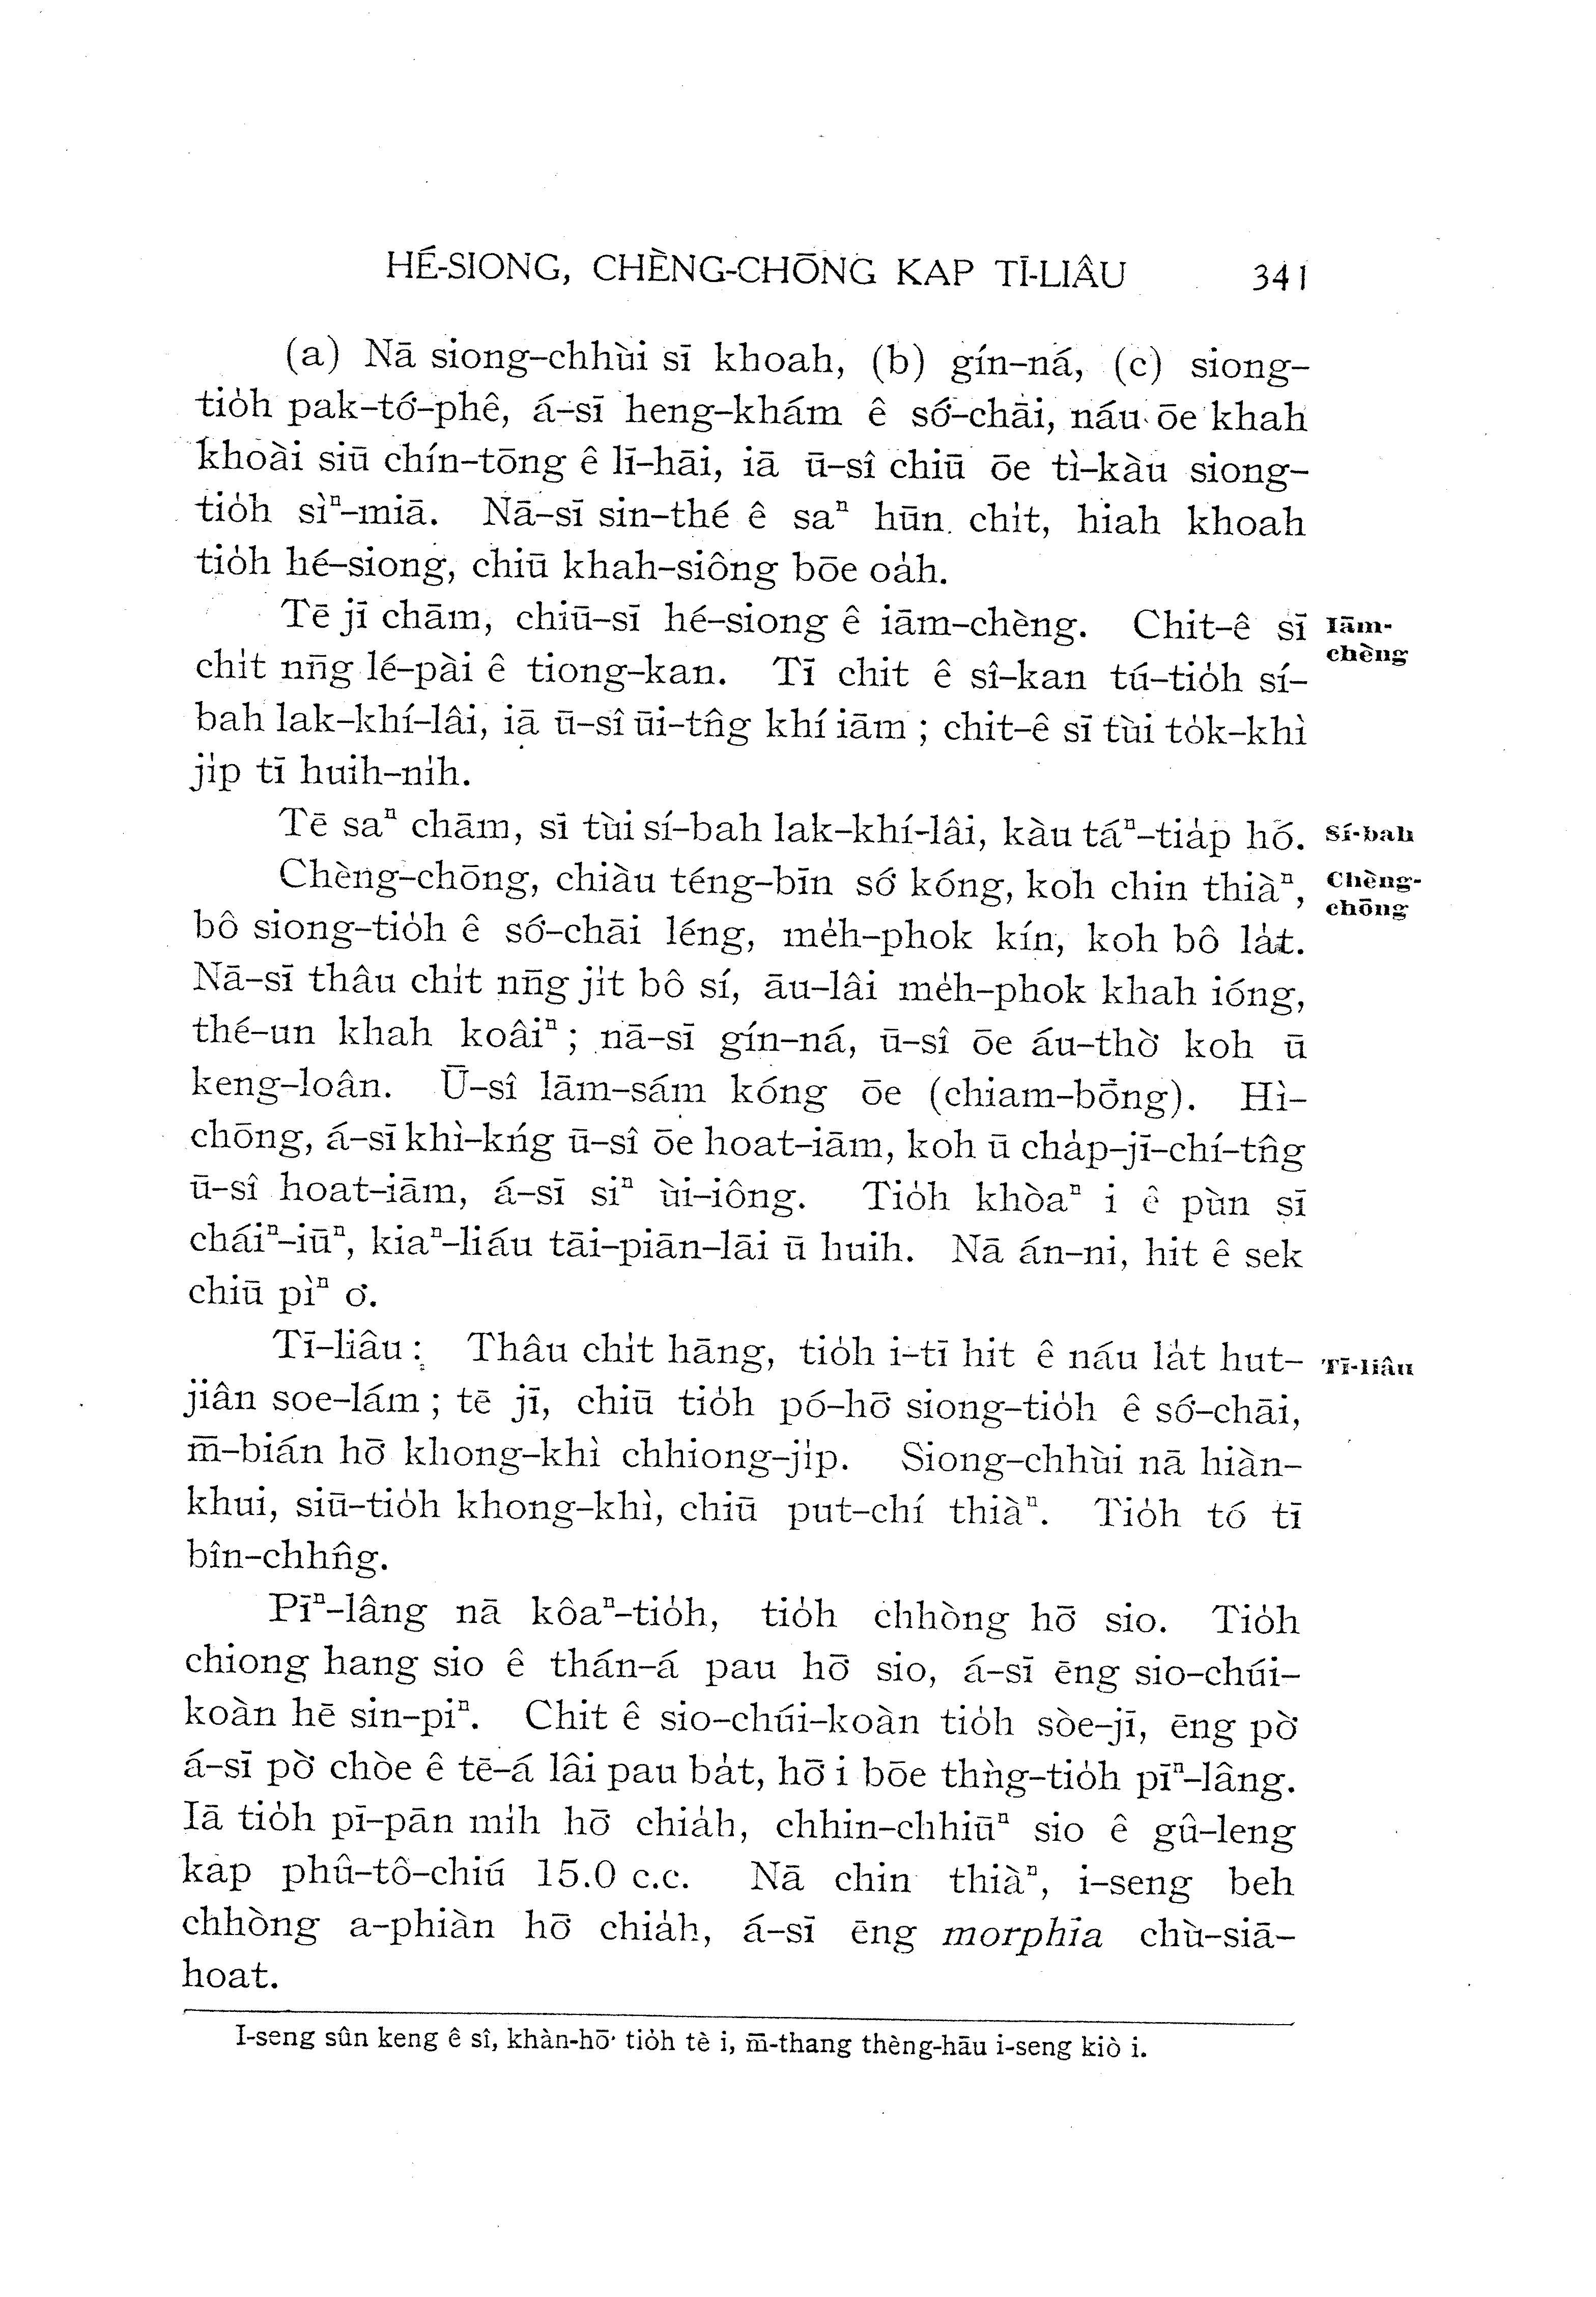 HÉ-SIONG, CHÈNG-CHŌNG KAP TĪ-LIÂU 341
(a) Nā siong-chhùi sī khoah, (b) gín-ná, (c) siong-
tio̍h pak-tó͘-phê, á-sī heng-khám ê só͘-chāi, náu ōe khah
khoài siū chín-tōng ê lī-hāi, iā ū-sî chiū ōe tì-kàu siong-
tio̍h sìⁿ-miā. Nā-sī sin-thé ê saⁿ hūn chi̍t, hiah khoah
tio̍h hé-siong, chiū khah-siông bōe oa̍h.
Tē jī chām, chiū-sī hé-siong ê iām-chèng. Chit-ê sī
chi̍t nn̄g lé-pài ê tiong-kan. Tī chit ê sî-kan tú-tio̍h sí-
bah lak-khí-lâi, iā ū-sî ūi-tn̂g khí iām; chit-ê sī tùi to̍k-khì
ji̍p tī huih-ni̍h.
Tē saⁿ chām, sī tùi sí-bah lak-khí-lâi, kàu táⁿ-tia̍p hó.
Chèng-chōng, chiàu téng-bīn só͘ kóng, koh chin thiàⁿ,
bô siong-tio̍h ê só͘-chāi léng, me̍h-phok kín, koh bô la̍t.
Nā-sī thâu chi̍t nn̄g ji̍t bô sí, āu-lâi me̍h-phok khah ióng,
thé-un khah koâiⁿ; nā-sī gín-ná, ū-sî ōe áu-thò͘ koh ū
keng-loân. Ū-sî lām-sám kóng ōe (chiam-bōng). Hì-
chōng, á-sī khì-kńg ū-sî ōe hoat-iām, koh ū cha̍p-jī-chí-tn̂g
ū-sî hoat-iām, á-sī siⁿ ùi-iông. Tio̍h khòaⁿ i ê pùn sī
cháiⁿ-iūⁿ, kiaⁿ-liáu tāi-piān-lāi ū huih. Nā án-ni, hit ê sek
chiū pìⁿ o͘.
Tī-liâu: Thâu chi̍t hāng, tio̍h i-tī hit ê náu la̍t hut-
jiân soe-lám; tē jī, chiū tio̍h pó-hō͘ siong-tio̍h ê só͘-chāi,
m̄-bián hō͘ khong-khì chhiong-ji̍p. Siong-chhùi nā hiàn-
khui, siū-tio̍h khong-khì, chiū put-chí thiàⁿ. Tio̍h tó tī
bîn-chhn̂g.
Pīⁿ-lâng nā kôaⁿ-tio̍h, tio̍h chhòng hō͘ sio. Tio̍h
chiong hang sio ê thán-á pau hō͘ sio, á-sī ēng sio-chúi-
koàn hē sin-piⁿ. Chit ê sio-chúi-koàn tio̍h sòe-jī, ēng pò͘
á-sī pò͘ chòe ê tē-á lâi pau ba̍t, hō͘ i bōe thǹg-tio̍h pīⁿ-lâng.
Iā tio̍h pī-pān mi̍h hō͘ chia̍h, chhin-chhiūⁿ sio ê gû-leng
kap phû-tô-chiú 15.0 c.c. Nā chin thiàⁿ, i-seng beh
chhòng a-phiàn hō͘ chia̍h, á-sī ēng morphia chù-siā-
hoat.
I-seng sûn keng ê sî, khàn-hō͘ tio̍h tè i, m̄-thang thèng-hāu i-seng kiò i.
Iām-
chèng
Sí-bah
Chèng-
chōng
Tī-liâu